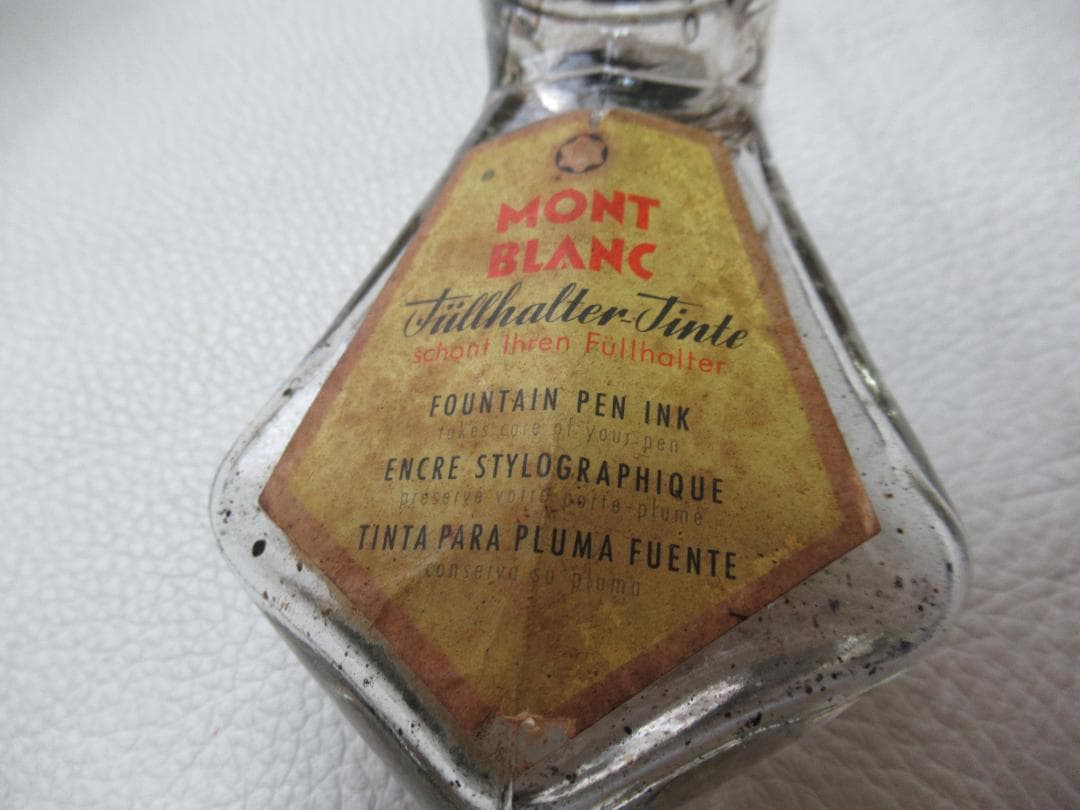 MONT
BLANC
Füllhalter-Tinte
schont Ihren Füllhalter
FOUNTAIN PEN INK
takes care of your pen
ENCRE STYLOGRAPHIQUE
préserve votre porte-plume
TINTA PARA PLUMA FUENTE
conserva su pluma